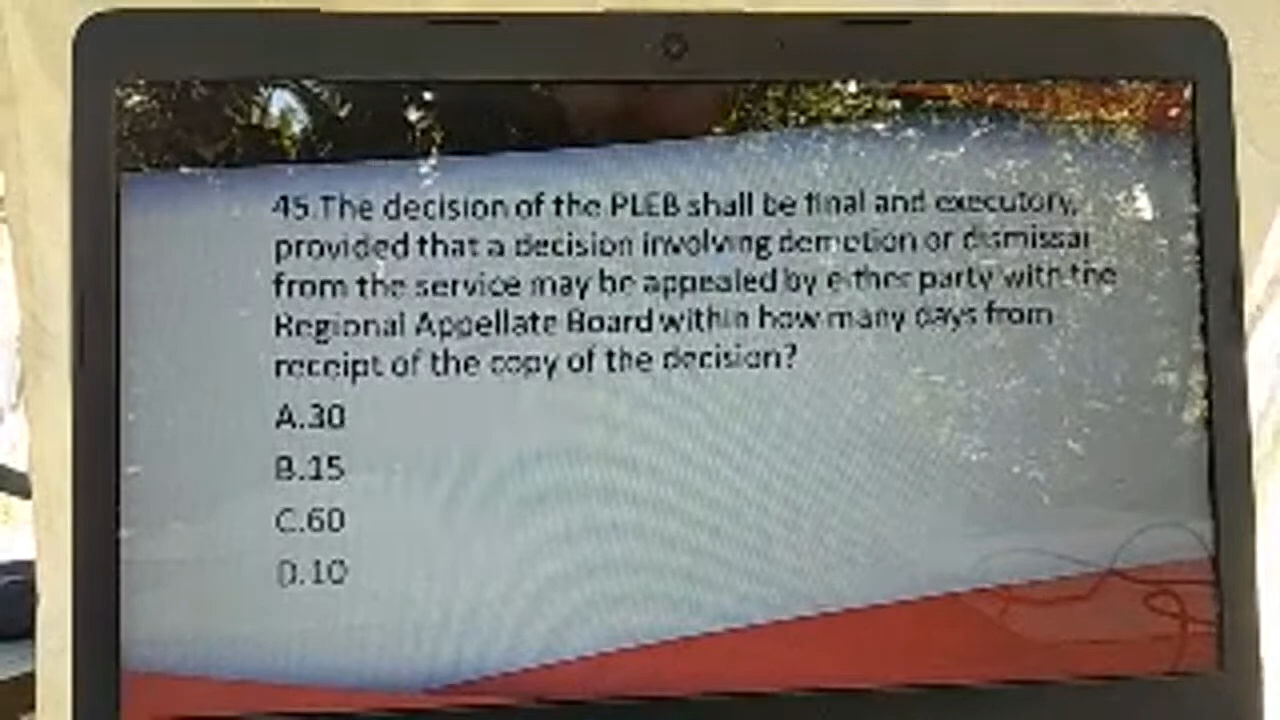 45.The decision of the PLEB shall be final and executory,
provided that a decision involving demotion or dismissal
from the service may be appealed by either party with the
Regional Appellate Board within how many days from
receipt of the copy of the decision?
A.30
B.15
C.60
D.10